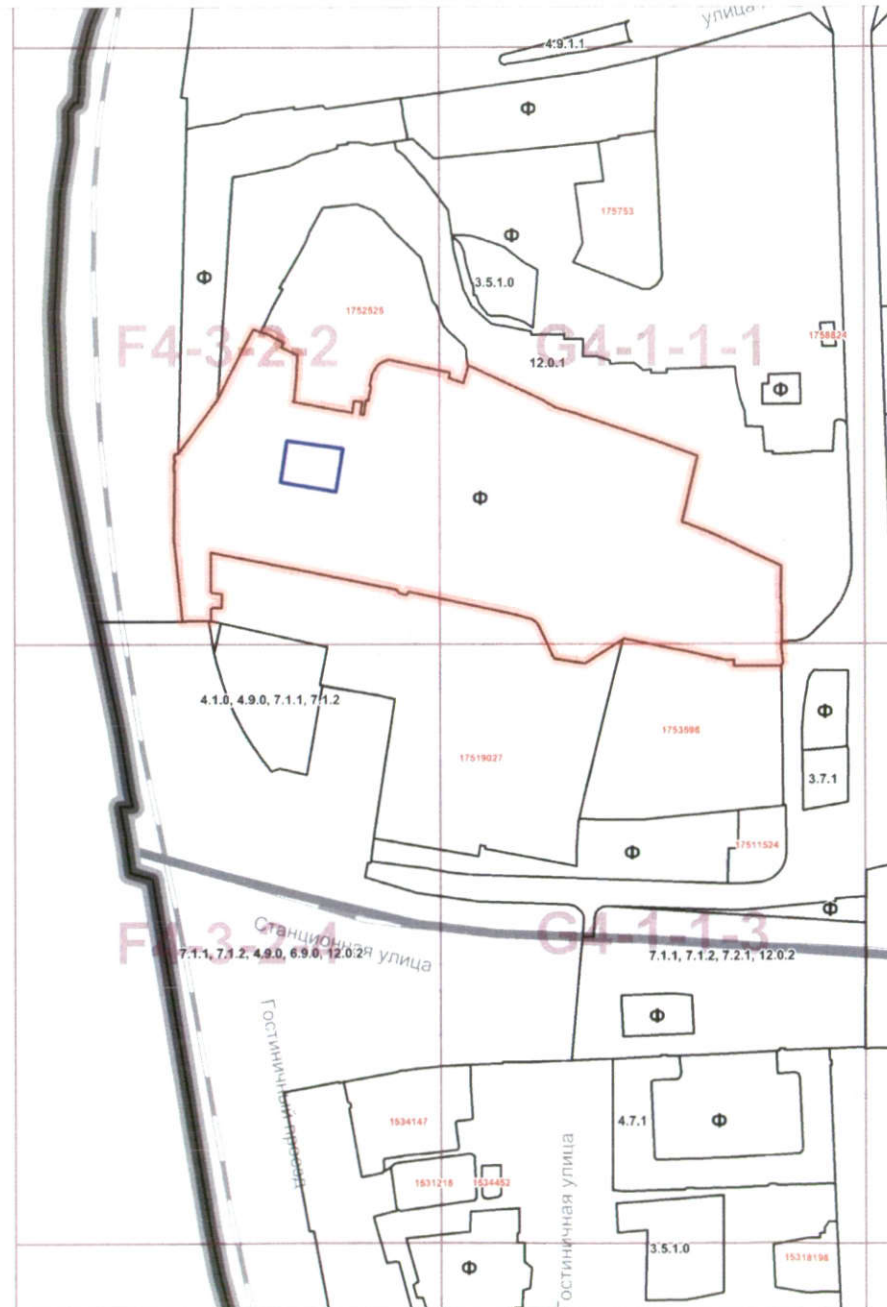 улица
4.9.1.1
Ф
175753
Ф
Ф
3.5.1.0
1752525
F4-3-2-2
G4-1-1-1
1758824
12.0.1
Ф
Ф
4.1.0, 4.9.0, 7.1.1, 7.1.2
17519027
1753598
Ф
3.7.1
Ф
17511524
Ф
Станционная улица
F4-3-2-4
G4-1-1-3
7.1.1, 7.1.2, 4.9.0, 6.9.0, 12.0.2
7.1.1, 7.1.2, 7.2.1, 12.0.2
Гостиничный проезд
Ф
1534147
4.7.1
Ф
1531218
1534452
Гостиничная улица
3.5.1.0
15318198
Ф